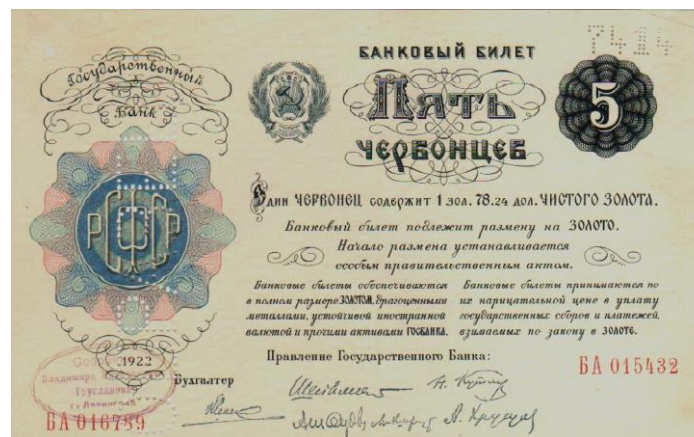 7414
Государственный
Банк
БАНКОВЫЙ БИЛЕТ
ПЯТЬ
ЧЕРВОНЦЕВ
5
РСФСР
Один ЧЕРВОНЕЦ содержит 1 зол. 78.24 дол. ЧИСТОГО ЗОЛОТА.
Банковый билет подлежит размену на ЗОЛОТО.
Начало размена устанавливается
особым правительственным актом.
Банковые билеты обеспечиваются
в полном размере ЗОЛОТОМ, драгоценными
металлами, устойчивой иностранной
валютой и прочими активами ГОСБАНКА.
Банковые билеты принимаются по
их нарицательной цене в уплату
государственных сборов и платежей,
взимаемых по закону в ЗОЛОТЕ.
1922
Правление Государственного Банка:
Бухгалтер
Владимира
г. Ленинград
БА 016789
БА 015432